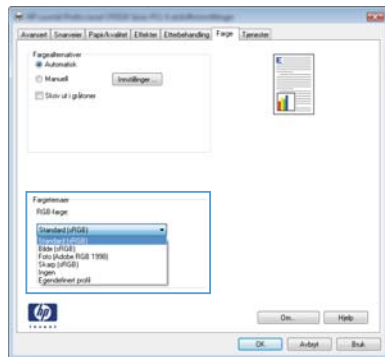 Avansert Snarveier Papir/kvalitet Effekter Etterbehandling Farge Tjenester
Fargealternativer
Automatisk
Manuell
Innstillinger ...
Skriv ut i gråtoner
E
Fargetemaer
RGB-farge:
Standard (sRGB)
Standard (sRGB)
Bilde (sRGB)
Foto (Adobe RGB 1998)
Skarp (sRGB)
Ingen
Egendefinert profil
hp
invent
Om...
Hjelp
OK
Avbryt
Bruk